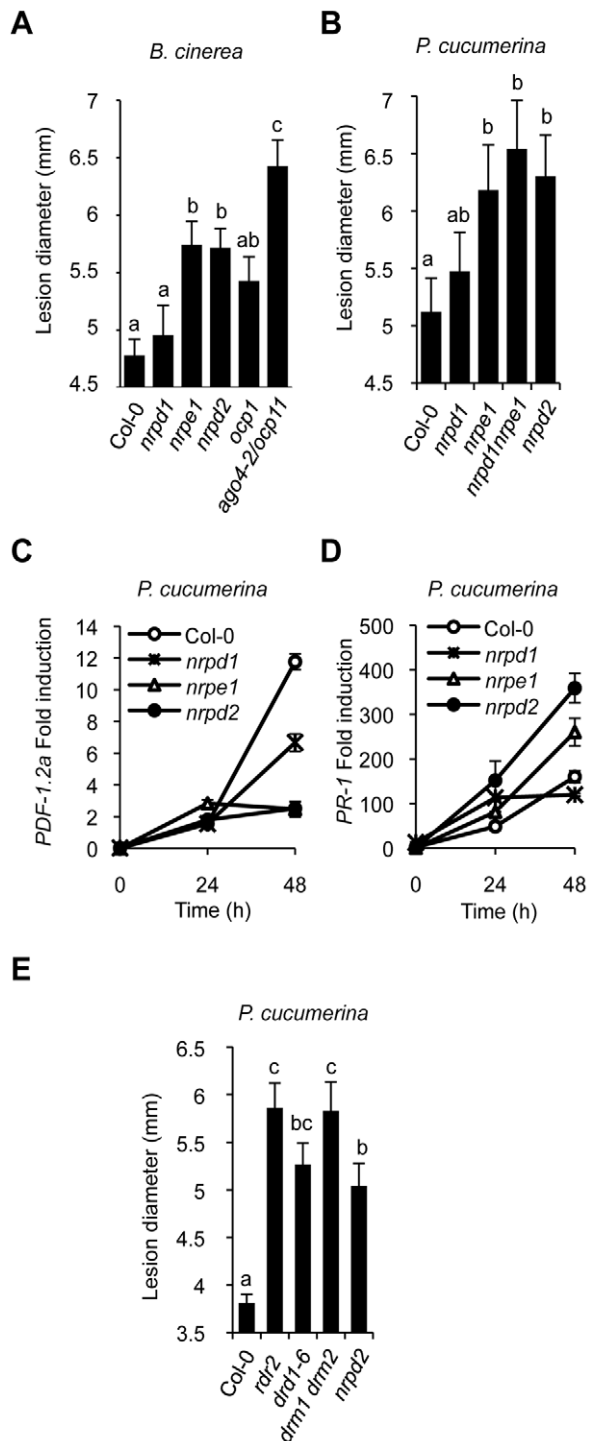 A
B. cinerea
Lesion diameter (mm)
7
6.5
6
5.5
5
4.5
a
a
b
b
ab
c
Col-0
nrpd1
nrpe1
nrpd2
ocp1
ago4-2/ocp11
B
P. cucumerina
Lesion diameter (mm)
7
6.5
6
5.5
5
4.5
a
ab
b
b
b
Col-0
nrpd1
nrpe1
nrpd1nrpe1
nrpd2
C
P. cucumerina
PDF-1.2a Fold induction
14
12
10
8
6
4
2
0
Col-0
nrpd1
nrpe1
nrpd2
0 24 48
Time (h)
D
P. cucumerina
PR-1 Fold induction
500
400
300
200
100
0
Col-0
nrpd1
nrpe1
nrpd2
0 24 48
Time (h)
E
P. cucumerina
Lesion diameter (mm)
6.5
6
5.5
5
4.5
4
3.5
a
c
bc
c
b
Col-0
rdr2
drd1-6
drm1 drm2
nrpd2